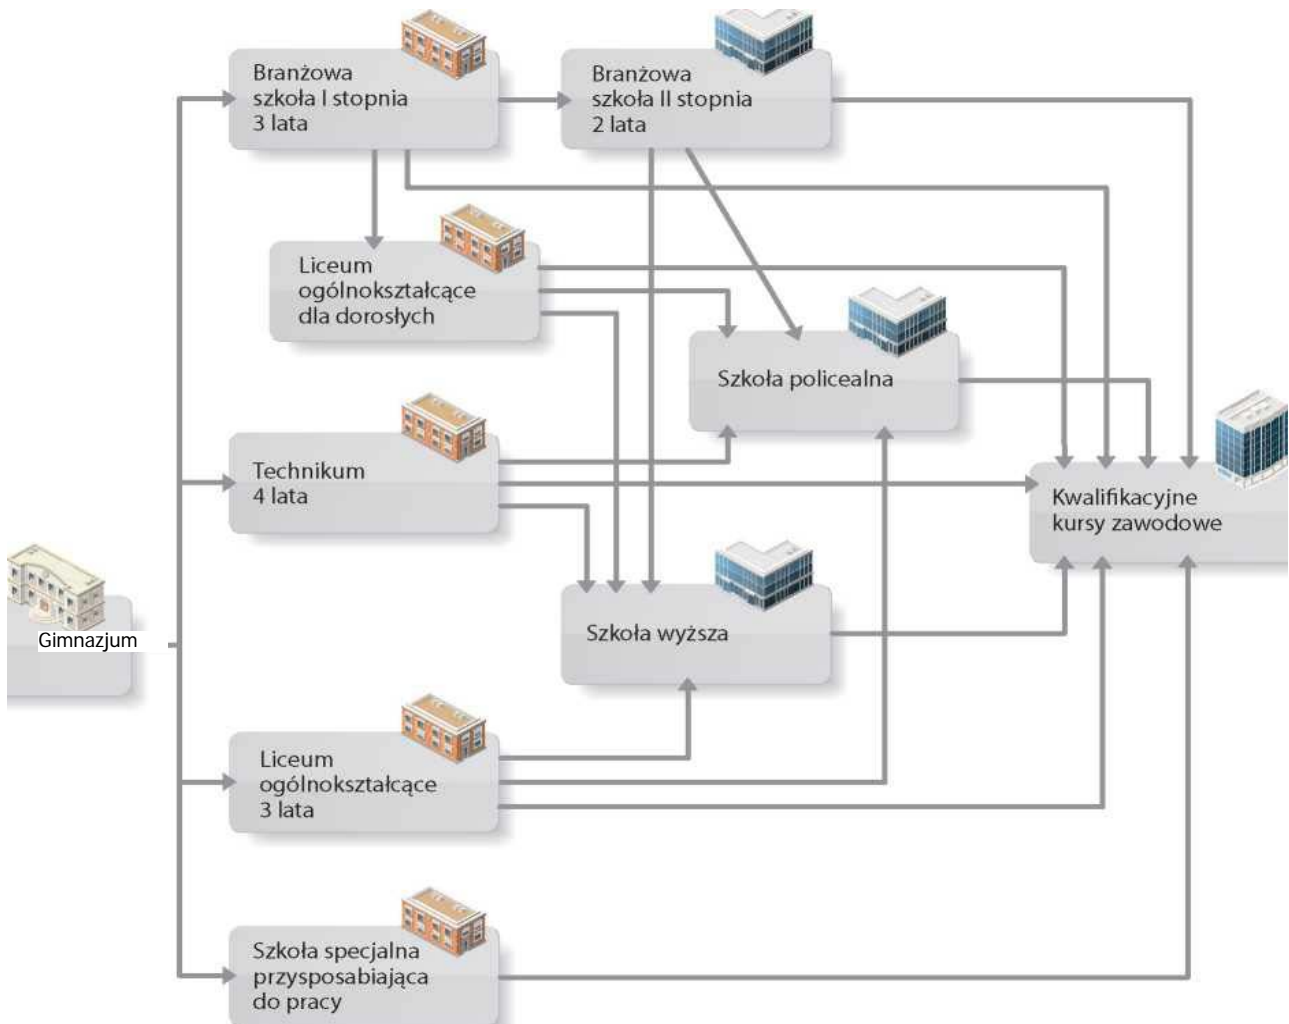 Branżowa
szkoła I stopnia
3 lata
Branżowa
szkoła II stopnia
2 lata
Liceum
ogólnokształcące
dla dorosłych
Szkoła policealna
Technikum
4 lata
Kwalifikacyjne
kursy zawodowe
Gimnazjum
Szkoła wyższa
Liceum
ogólnokształcące
3 lata
Szkoła specjalna
przysposabiająca
do pracy